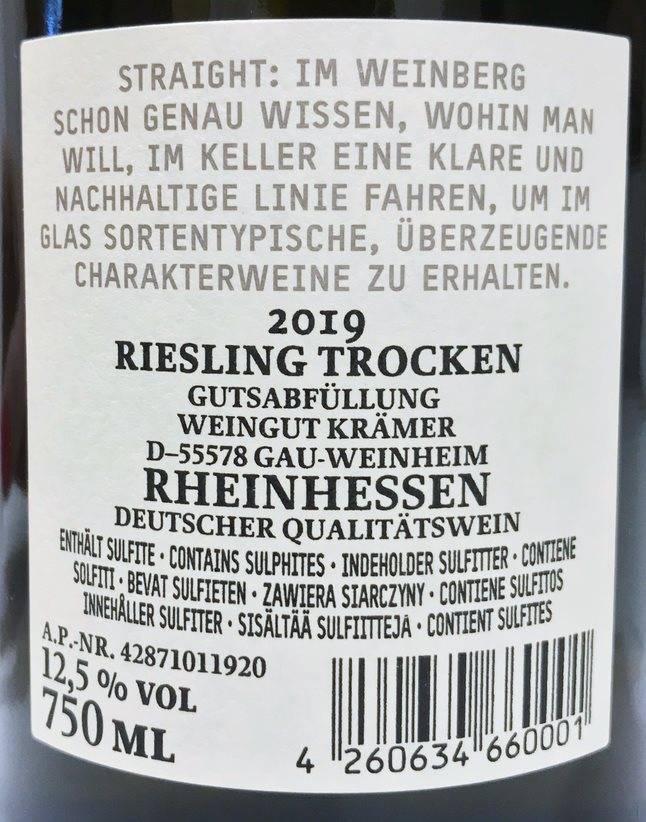 STRAIGHT: IM WEINBERG
SCHON GENAU WISSEN, WOHIN MAN
WILL, IM KELLER EINE KLARE UND
NACHHALTIGE LINIE FAHREN, UM IM
GLAS SORTENTYPISCHE, ÜBERZEUGENDE
CHARAKTERWEINE ZU ERHALTEN.
2019
RIESLING TROCKEN
GUTSABFÜLLUNG
WEINGUT KRÄMER
D–55578 GAU-WEINHEIM
RHEINHESSEN
DEUTSCHER QUALITÄTSWEIN
ENTHÄLT SULFITE · CONTAINS SULPHITES · INDEHOLDER SULFITTER · CONTIENE
SOLFITI · BEVAT SULFIETEN · ZAWIERA SIARCZYNY · CONTIENE SULFITOS
INNEHÅLLER SULFITER · SISÄLTÄÄ SULFIITTEJA · CONTIENT SULFITES
A.P.-NR. 42871011920
12,5 % VOL
750 ML
4 260634 660001